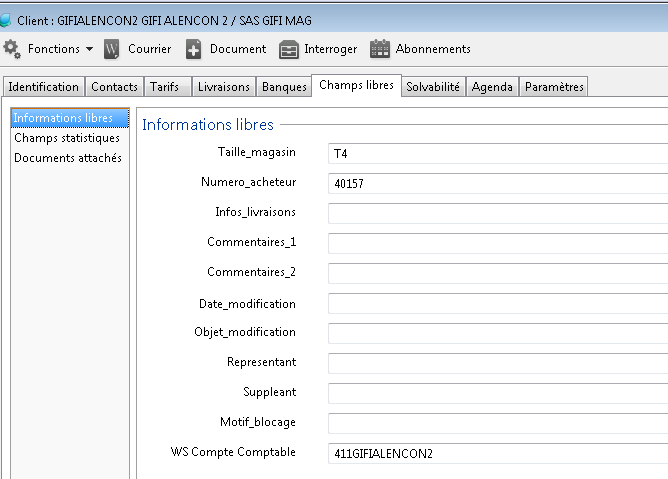 Client : GIFIALENCON2 GIFI ALENCON 2 / SAS GIFI MAG
Fonctions Courrier Document Interroger Abonnements
Identification Contacts Tarifs Livraisons Banques Champs libres Solvabilité Agenda Paramètres
Informations libres
Champs statistiques
Documents attachés
Informations libres
Taille_magasin T4
Numero_acheteur 40157
Infos_livraisons
Commentaires_1
Commentaires_2
Date_modification
Objet_modification
Representant
Suppleant
Motif_blocage
WS Compte Comptable 411GIFIALENCON2